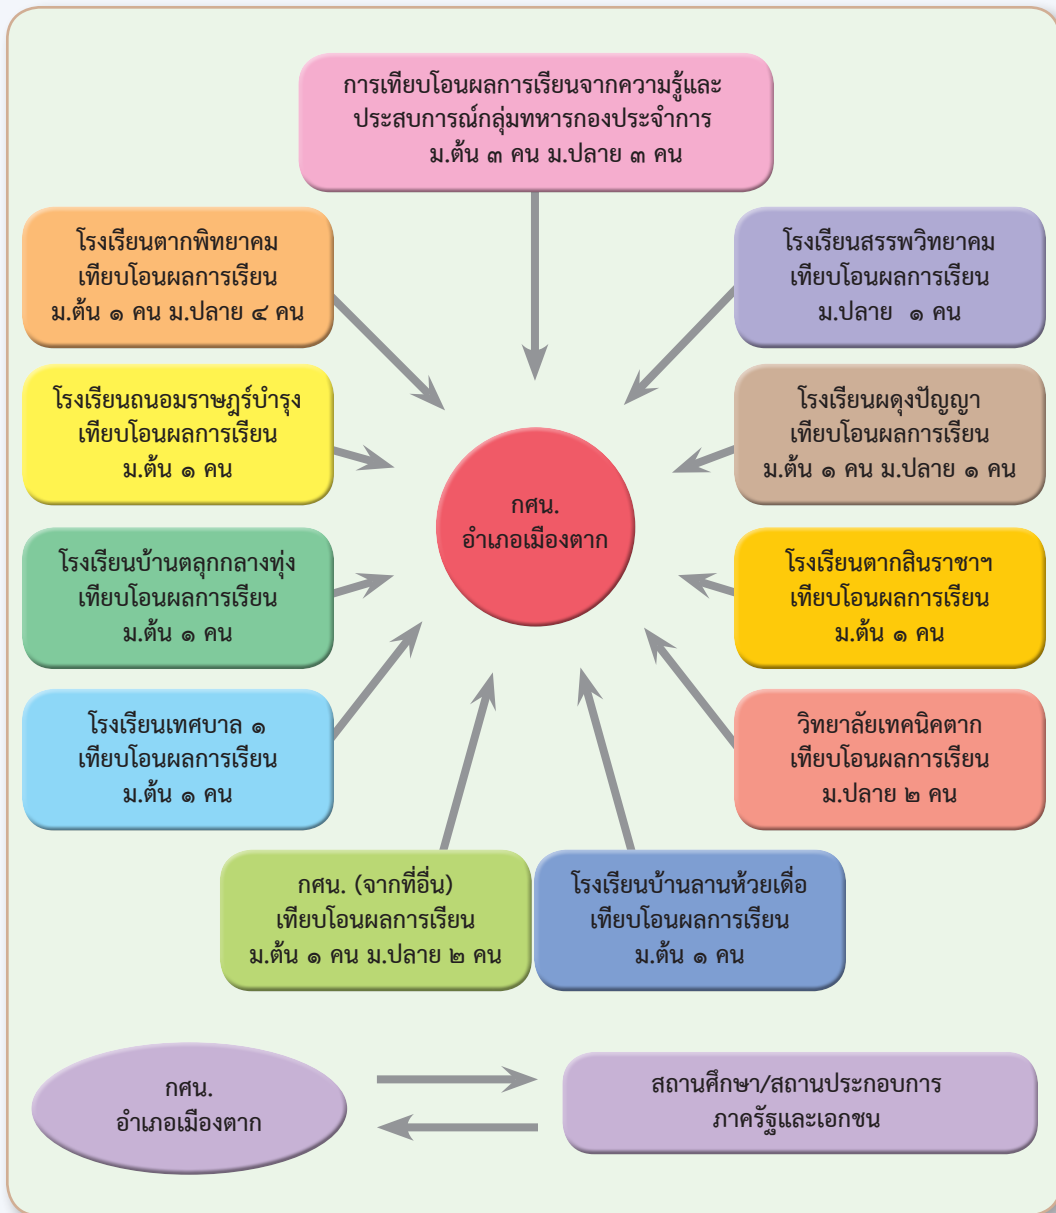 การเทียบโอนผลการเรียนจากความรู้และ
ประสบการณ์กลุ่มทหารกองประจำการ
ม.ต้น ๓ คน ม.ปลาย ๓ คน
โรงเรียนตากพิทยาคม
เทียบโอนผลการเรียน
ม.ต้น ๑ คน ม.ปลาย ๔ คน
โรงเรียนสรรพวิทยาคม
เทียบโอนผลการเรียน
ม.ปลาย ๑ คน
โรงเรียนถนอมราษฎร์บำรุง
เทียบโอนผลการเรียน
ม.ต้น ๑ คน
โรงเรียนผดุงปัญญา
เทียบโอนผลการเรียน
ม.ต้น ๑ คน ม.ปลาย ๑ คน
กศน.
อำเภอเมืองตาก
โรงเรียนบ้านตลุกกลางทุ่ง
เทียบโอนผลการเรียน
ม.ต้น ๑ คน
โรงเรียนตากสินราชาฯ
เทียบโอนผลการเรียน
ม.ต้น ๑ คน
โรงเรียนเทศบาล ๑
เทียบโอนผลการเรียน
ม.ต้น ๑ คน
วิทยาลัยเทคนิคตาก
เทียบโอนผลการเรียน
ม.ปลาย ๒ คน
กศน. (จากที่อื่น)
เทียบโอนผลการเรียน
ม.ต้น ๑ คน ม.ปลาย ๒ คน
โรงเรียนบ้านลานห้วยเดื่อ
เทียบโอนผลการเรียน
ม.ต้น ๑ คน
กศน.
อำเภอเมืองตาก
สถานศึกษา/สถานประกอบการ
ภาครัฐและเอกชน